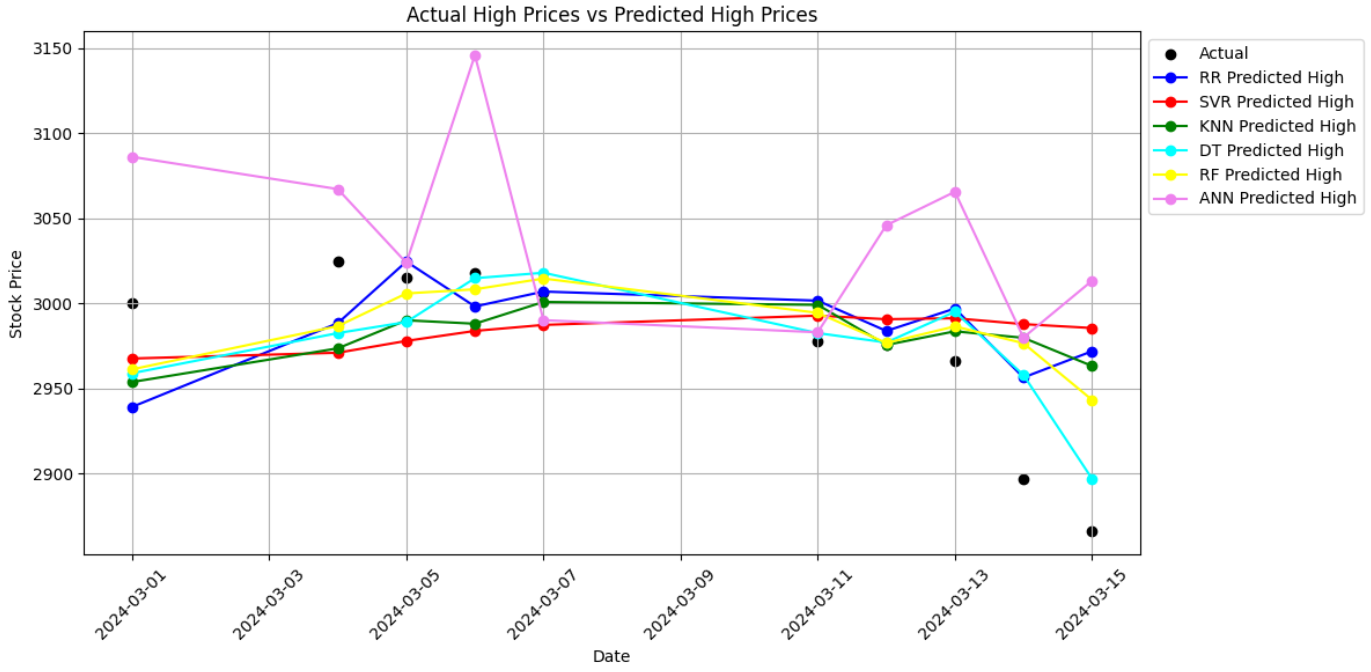 Actual High Prices vs Predicted High Prices
3150
3100
3050
3000
2950
2900
Stock Price
2024-03-01
2024-03-03
2024-03-05
2024-03-07
2024-03-09
2024-03-11
2024-03-13
2024-03-15
Date
Actual
RR Predicted High
SVR Predicted High
KNN Predicted High
DT Predicted High
RF Predicted High
ANN Predicted High